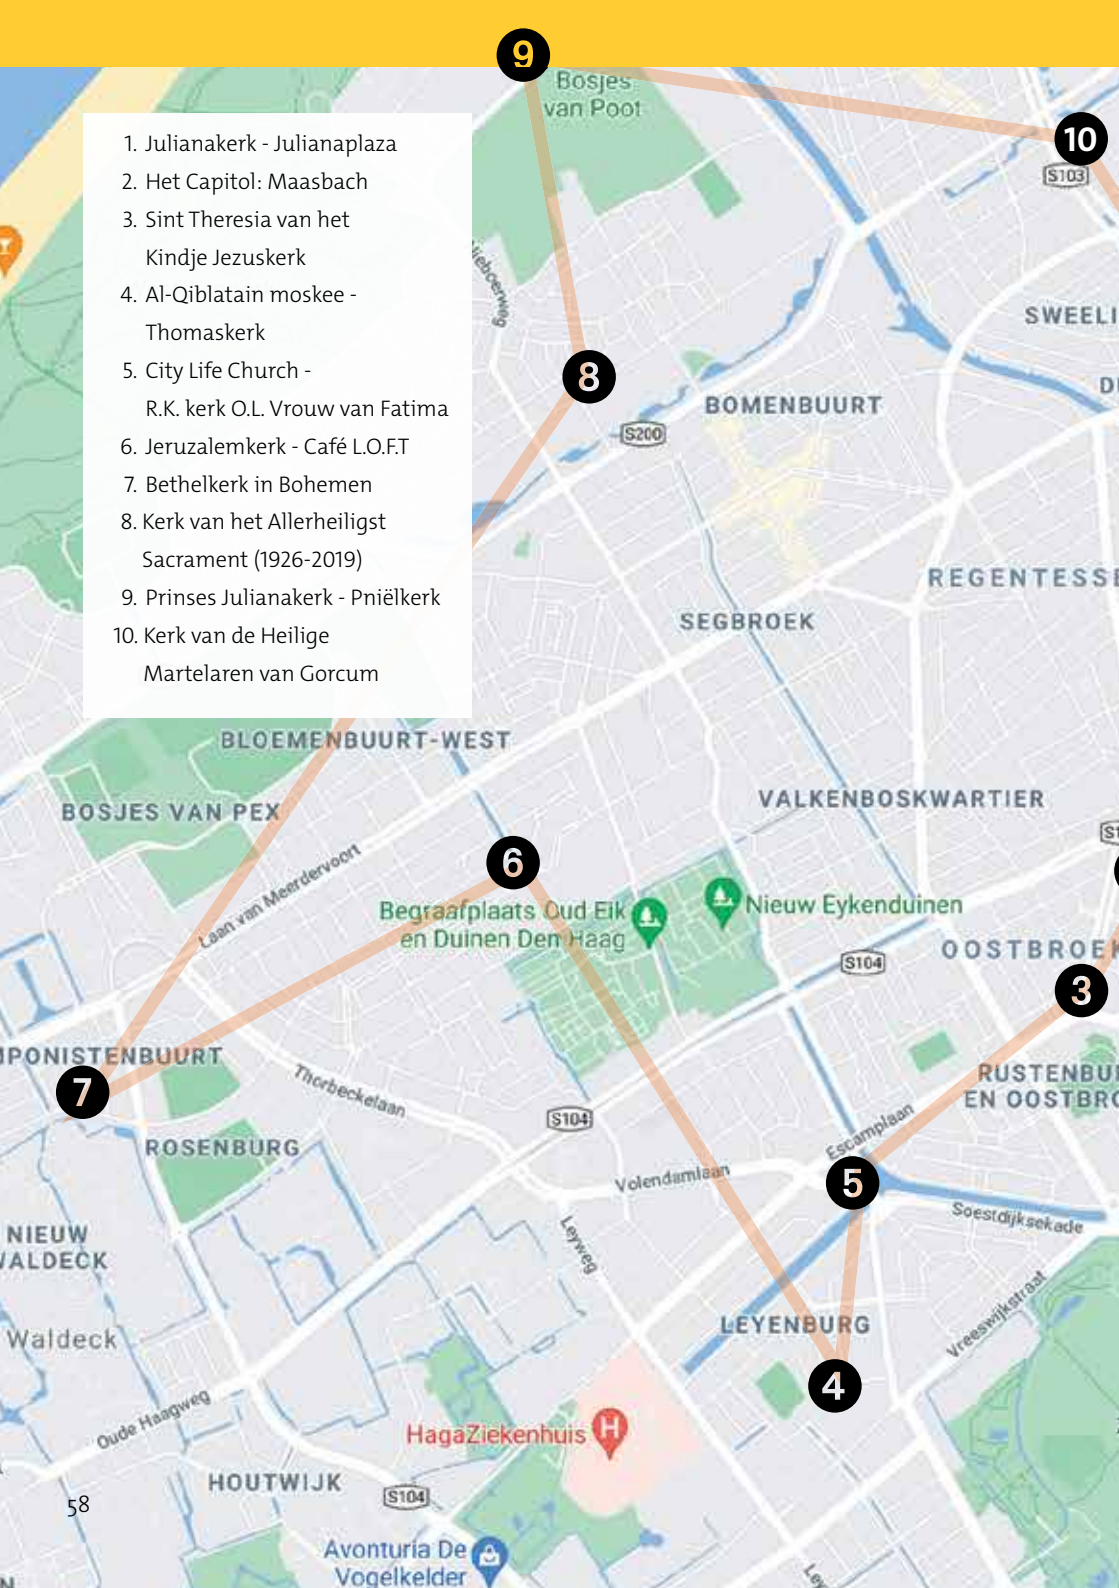 9
Bosjes
van Poot
10
S103
1. Julianakerk - Julianaplaza
2. Het Capitol: Maasbach
3. Sint Theresia van het
Kindje Jezuskerk
4. Al-Qiblatain moskee -
Thomaskerk
5. City Life Church -
R.K. kerk O.L. Vrouw van Fatima
6. Jeruzalemkerk - Café L.O.F.T
7. Bethelkerk in Bohemen
8. Kerk van het Allerheiligst
Sacrament (1926-2019)
9. Prinses Julianakerk - Pniëlkerk
10. Kerk van de Heilige
Martelaren van Gorcum
SWEELI
8
BOMENBUURT
S200
REGENTESSE
SEGBROEK
BLOEMENBUURT-WEST
BOSJES VAN PEX
VALKENBOSKWARTIER
Laan van Meerdervoort
6
Begraafplaats Oud Eik
en Duinen Den Haag
Nieuw Eykenduinen
OOSTBROEK
S104
3
MPONISTENBUURT
7
Thorbeckelaan
RUSTENBU
EN OOSTBRO
S104
Escamplaan
ROSENBURG
Volendamlaan
5
Soestdijksekade
Leyweg
NIEUW
WALDECK
Vreeswijkstraat
LEYENBURG
Waldeck
4
Oude Haagweg
HagaZiekenhuis
H
HOUTWIJK
S104
58
Avonturia De
Vogelkelder